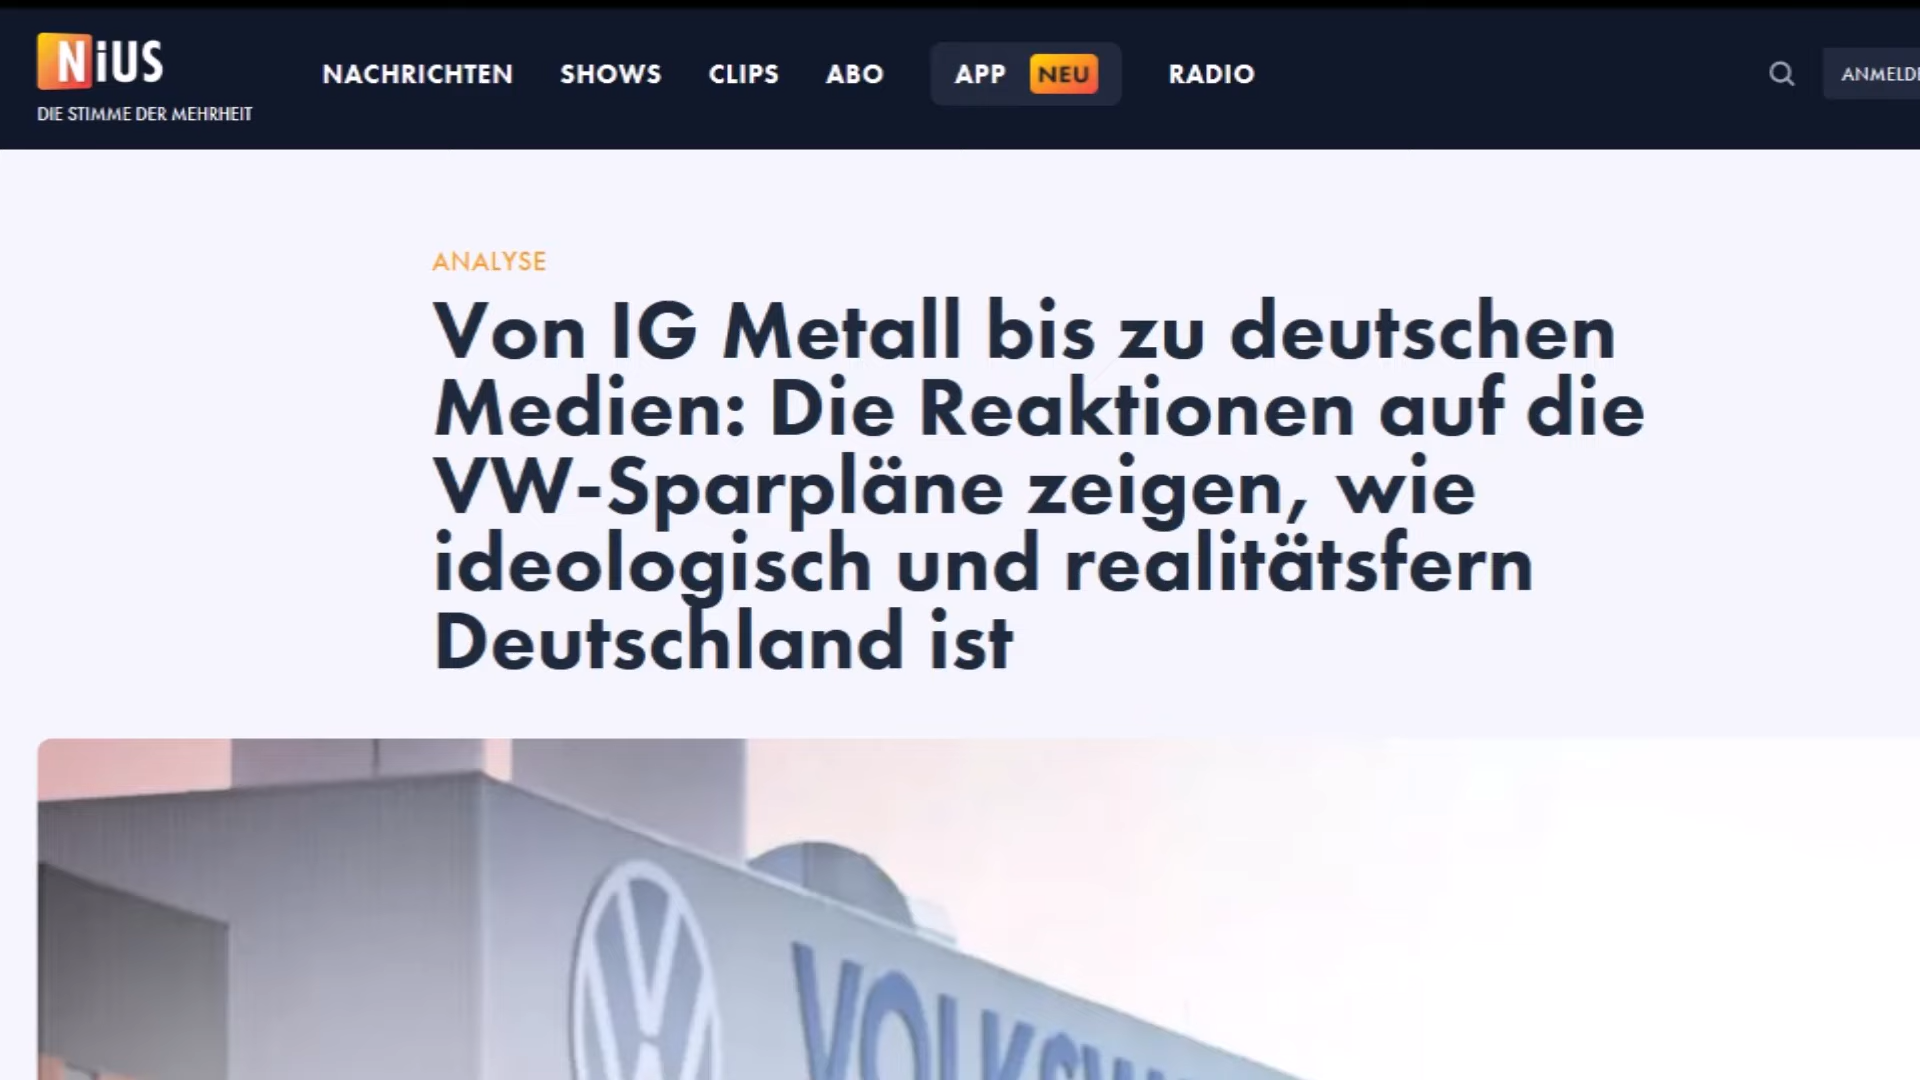 NiUS
DIE STIMME DER MEHRHEIT
NACHRICHTEN SHOWS CLIPS ABO APP NEU RADIO
ANALYSE
Von IG Metall bis zu deutschen
Medien: Die Reaktionen auf die
VW-Sparpläne zeigen, wie
ideologisch und realitätsfern
Deutschland ist